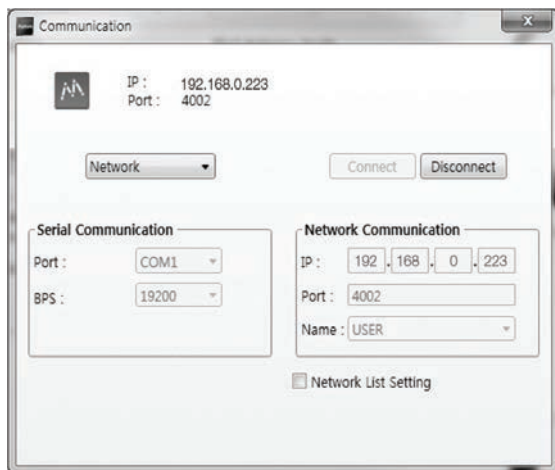 Communication
x
IP : 192.168.0.223
Port : 4002
Network
Connect Disconnect
Serial Communication
Port : COM1
BPS : 19200
Network Communication
IP : 192 . 168 . 0 . 223
Port : 4002
Name : USER
Network List Setting